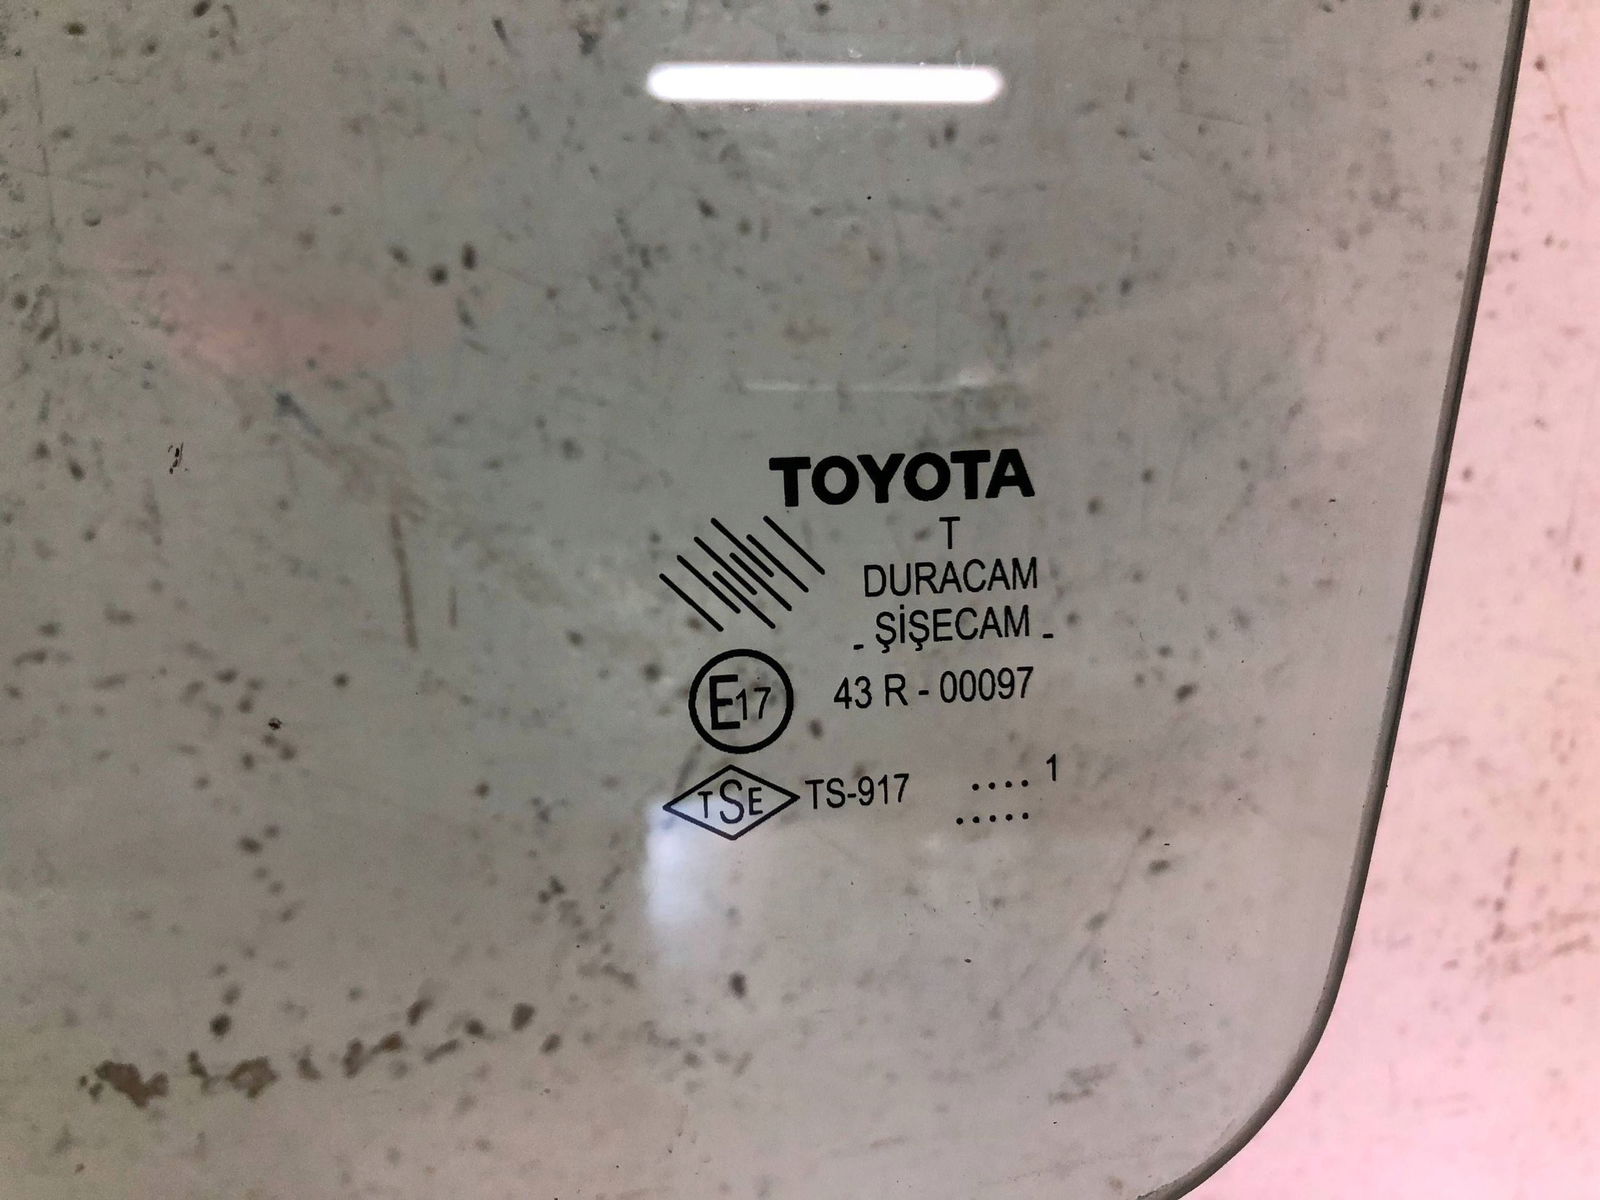 TOYOTA
T
DURACAM
- ŞİŞECAM -
E17 43 R - 00097
TSE TS-917 .... 1
.....